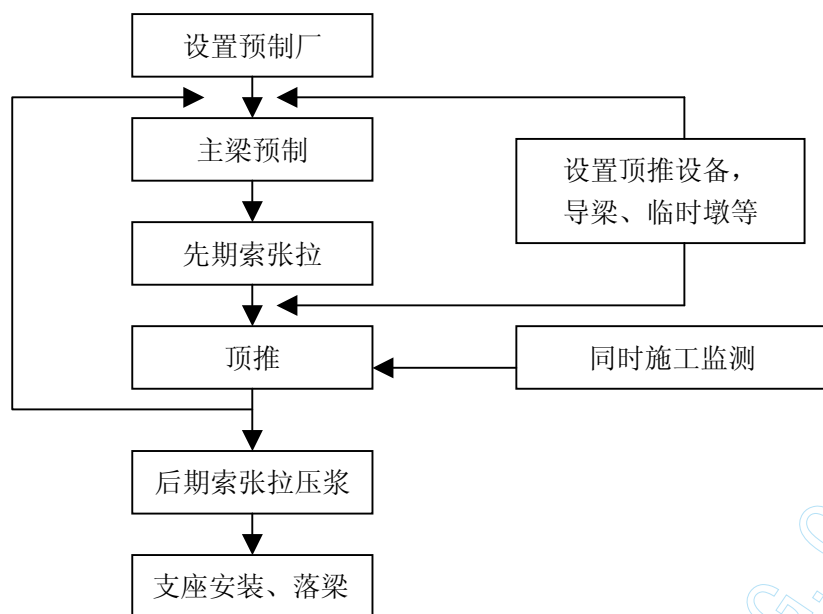 设置预制厂
主梁预制
设置顶推设备，
导梁、临时墩等
先期索张拉
顶推
同时施工监测
后期索张拉压浆
支座安装、落梁